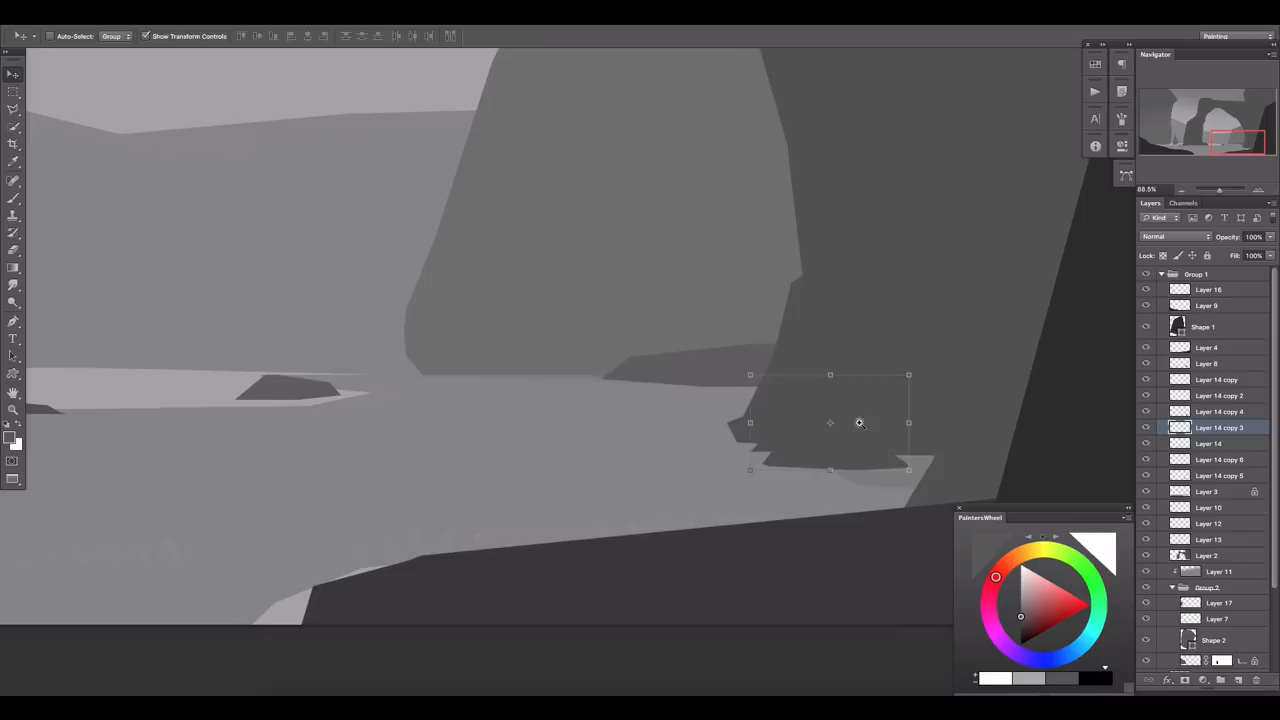 Auto-Select: Group Show Transform Controls Painting
Navigator
88.5%
Layers Channels
Kind T
Normal Opacity: 100%
Lock: Fill: 100%
Group 1
Layer 16
Layer 9
Shape 1
Layer 4
Layer 8
Layer 14 copy
Layer 14 copy 2
Layer 14 copy 4
Layer 14 copy 3
Layer 14
Layer 14 copy 6
Layer 14 copy 5
Layer 3
Layer 10
Layer 12
Layer 13
Layer 2
Layer 11
Group 2
Layer 17
Layer 7
Shape 2
L...
fx
PaintersWheel